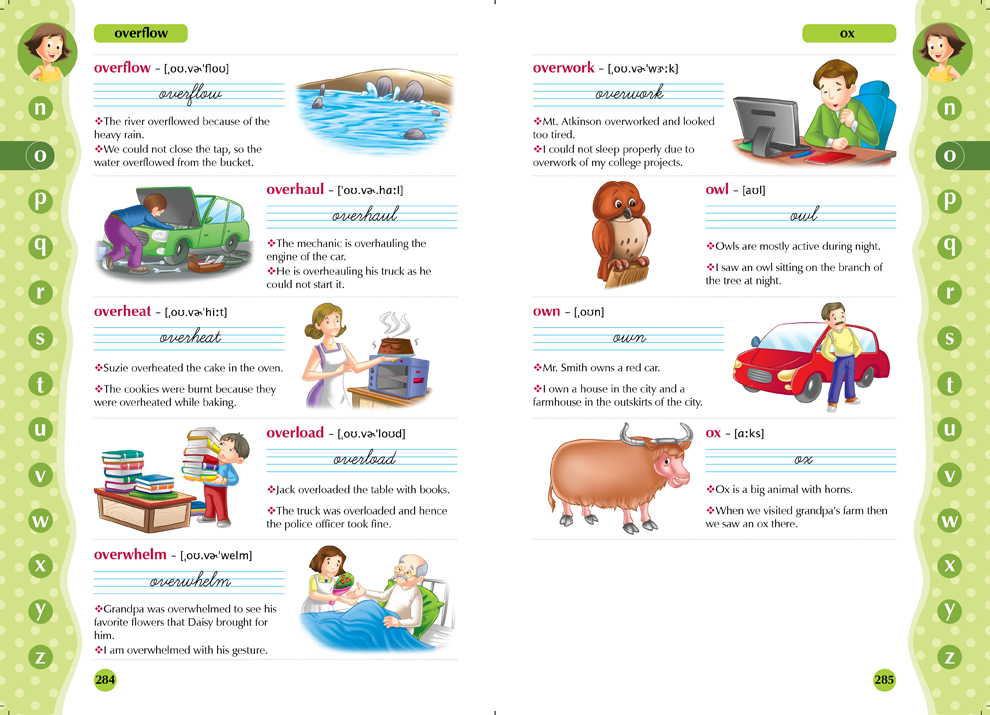 overflow
overflow – [ˌoʊ.vɚˈfloʊ]
overflow
❖The river overflowed because of the
heavy rain.
❖We could not close the tap, so the
water overflowed from the bucket.
overhaul – [ˈoʊ.vɚ.hɑːl]
overhaul
❖The mechanic is overhauling the
engine of the car.
❖He is overheauling his truck as he
could not start it.
overheat – [ˌoʊ.vɚˈhiːt]
overheat
❖Suzie overheated the cake in the oven.
❖The cookies were burnt because they
were overheated while baking.
overload – [ˌoʊ.vɚˈloʊd]
overload
❖Jack overloaded the table with books.
❖The truck was overloaded and hence
the police officer took fine.
overwhelm – [ˌoʊ.vɚˈwelm]
overwhelm
❖Grandpa was overwhelmed to see his
favorite flowers that Daisy brought for
him.
❖I am overwhelmed with his gesture.
284
n
o
p
q
r
s
t
u
v
w
x
y
z
ox
overwork – [ˌoʊ.vɚˈwɝːk]
overwork
❖Mt. Atkinson overworked and looked
too tired.
❖I could not sleep properly due to
overwork of my college projects.
owl – [aʊl]
owl
❖Owls are mostly active during night.
❖I saw an owl sitting on the branch of
the tree at night.
own – [ˌoʊn]
own
❖Mr. Smith owns a red car.
❖I own a house in the city and a
farmhouse in the outskirts of the city.
ox – [ɑːks]
ox
❖Ox is a big animal with horns.
❖When we visited grandpa's farm then
we saw an ox there.
285
n
o
p
q
r
s
t
u
v
w
x
y
z